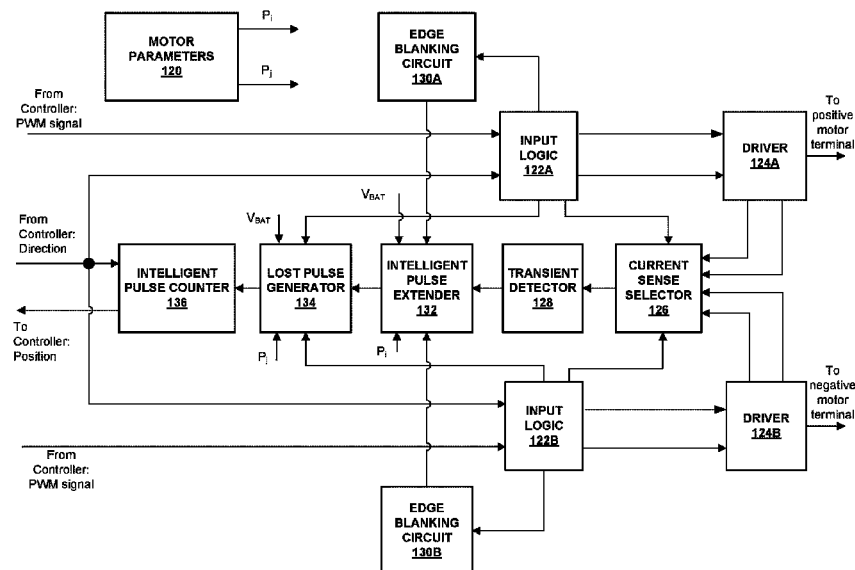 MOTOR
PARAMETERS
120
Pi
Pj
EDGE
BLANKING
CIRCUIT
130A
From
Controller:
PWM signal
INPUT
LOGIC
122A
DRIVER
124A
To
positive
motor
terminal
VBAT
VBAT
From
Controller:
Direction
INTELLIGENT
PULSE COUNTER
136
LOST PULSE
GENERATOR
134
INTELLIGENT
PULSE
EXTENDER
132
TRANSIENT
DETECTOR
128
CURRENT
SENSE
SELECTOR
126
To
Controller:
Position
Pj
Pi
INPUT
LOGIC
122B
DRIVER
124B
To
negative
motor
terminal
From
Controller:
PWM signal
EDGE
BLANKING
CIRCUIT
130B